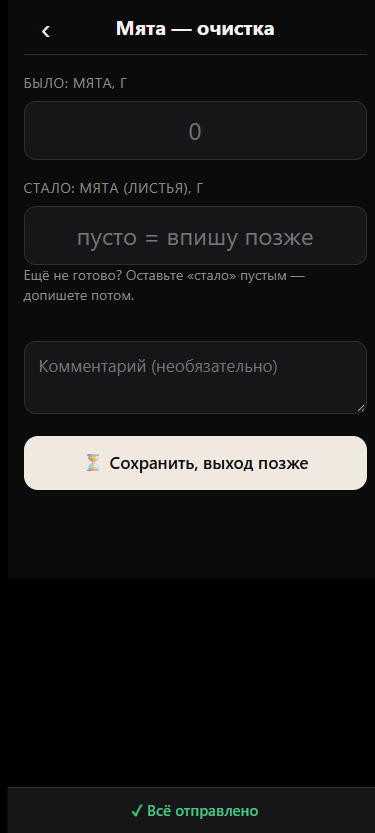 ‹ Мята — очистка
БЫЛО: МЯТА, Г
0
СТАЛО: МЯТА (ЛИСТЬЯ), Г
пусто = впишу позже
Ещё не готово? Оставьте «стало» пустым —
допишете потом.
Комментарий (необязательно)
⏳ Сохранить, выход позже
✓ Всё отправлено